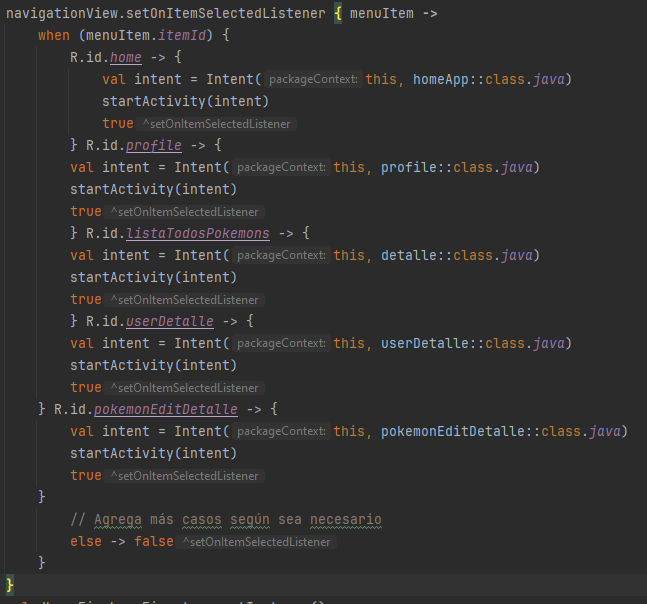 navigationView.setOnItemSelectedListener { menuItem ->
when (menuItem.itemId) {
R.id.home -> {
val intent = Intent( packageContext: this, homeApp::class.java)
startActivity(intent)
true ^setOnItemSelectedListener
} R.id.profile -> {
val intent = Intent( packageContext: this, profile::class.java)
startActivity(intent)
true ^setOnItemSelectedListener
} R.id.listaTodosPokemons -> {
val intent = Intent( packageContext: this, detalle::class.java)
startActivity(intent)
true ^setOnItemSelectedListener
} R.id.userDetalle -> {
val intent = Intent( packageContext: this, userDetalle::class.java)
startActivity(intent)
true ^setOnItemSelectedListener
} R.id.pokemonEditDetalle -> {
val intent = Intent( packageContext: this, pokemonEditDetalle::class.java)
startActivity(intent)
true ^setOnItemSelectedListener
}
// Agrega más casos según sea necesario
else -> false ^setOnItemSelectedListener
}
}